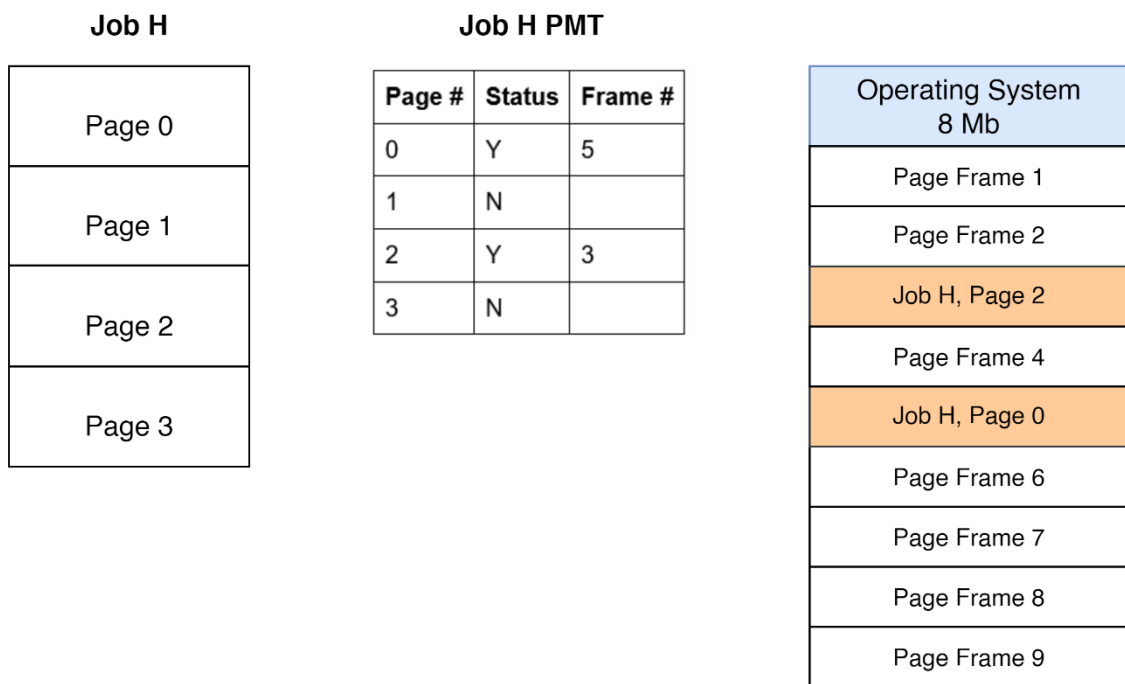 Job H
Page 0
Page 1
Page 2
Page 3
Job H PMT
Page # Status Frame #
0 Y 5
1 N
2 Y 3
3 N
Operating System
8 Mb
Page Frame 1
Page Frame 2
Job H, Page 2
Page Frame 4
Job H, Page 0
Page Frame 6
Page Frame 7
Page Frame 8
Page Frame 9